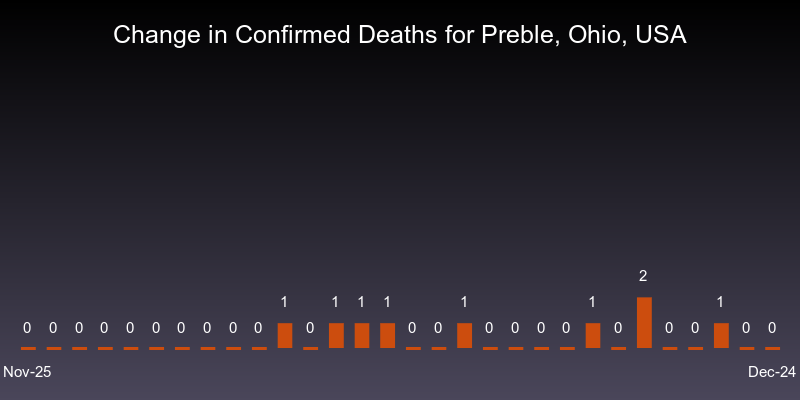 Change in Confirmed Deaths for Preble, Ohio, USA
2
1 1 1 1 1 1 1
0 0 0 0 0 0 0 0 0 0 0 0 0 0 0 0 0 0 0 0 0 0
Nov-25 Dec-24